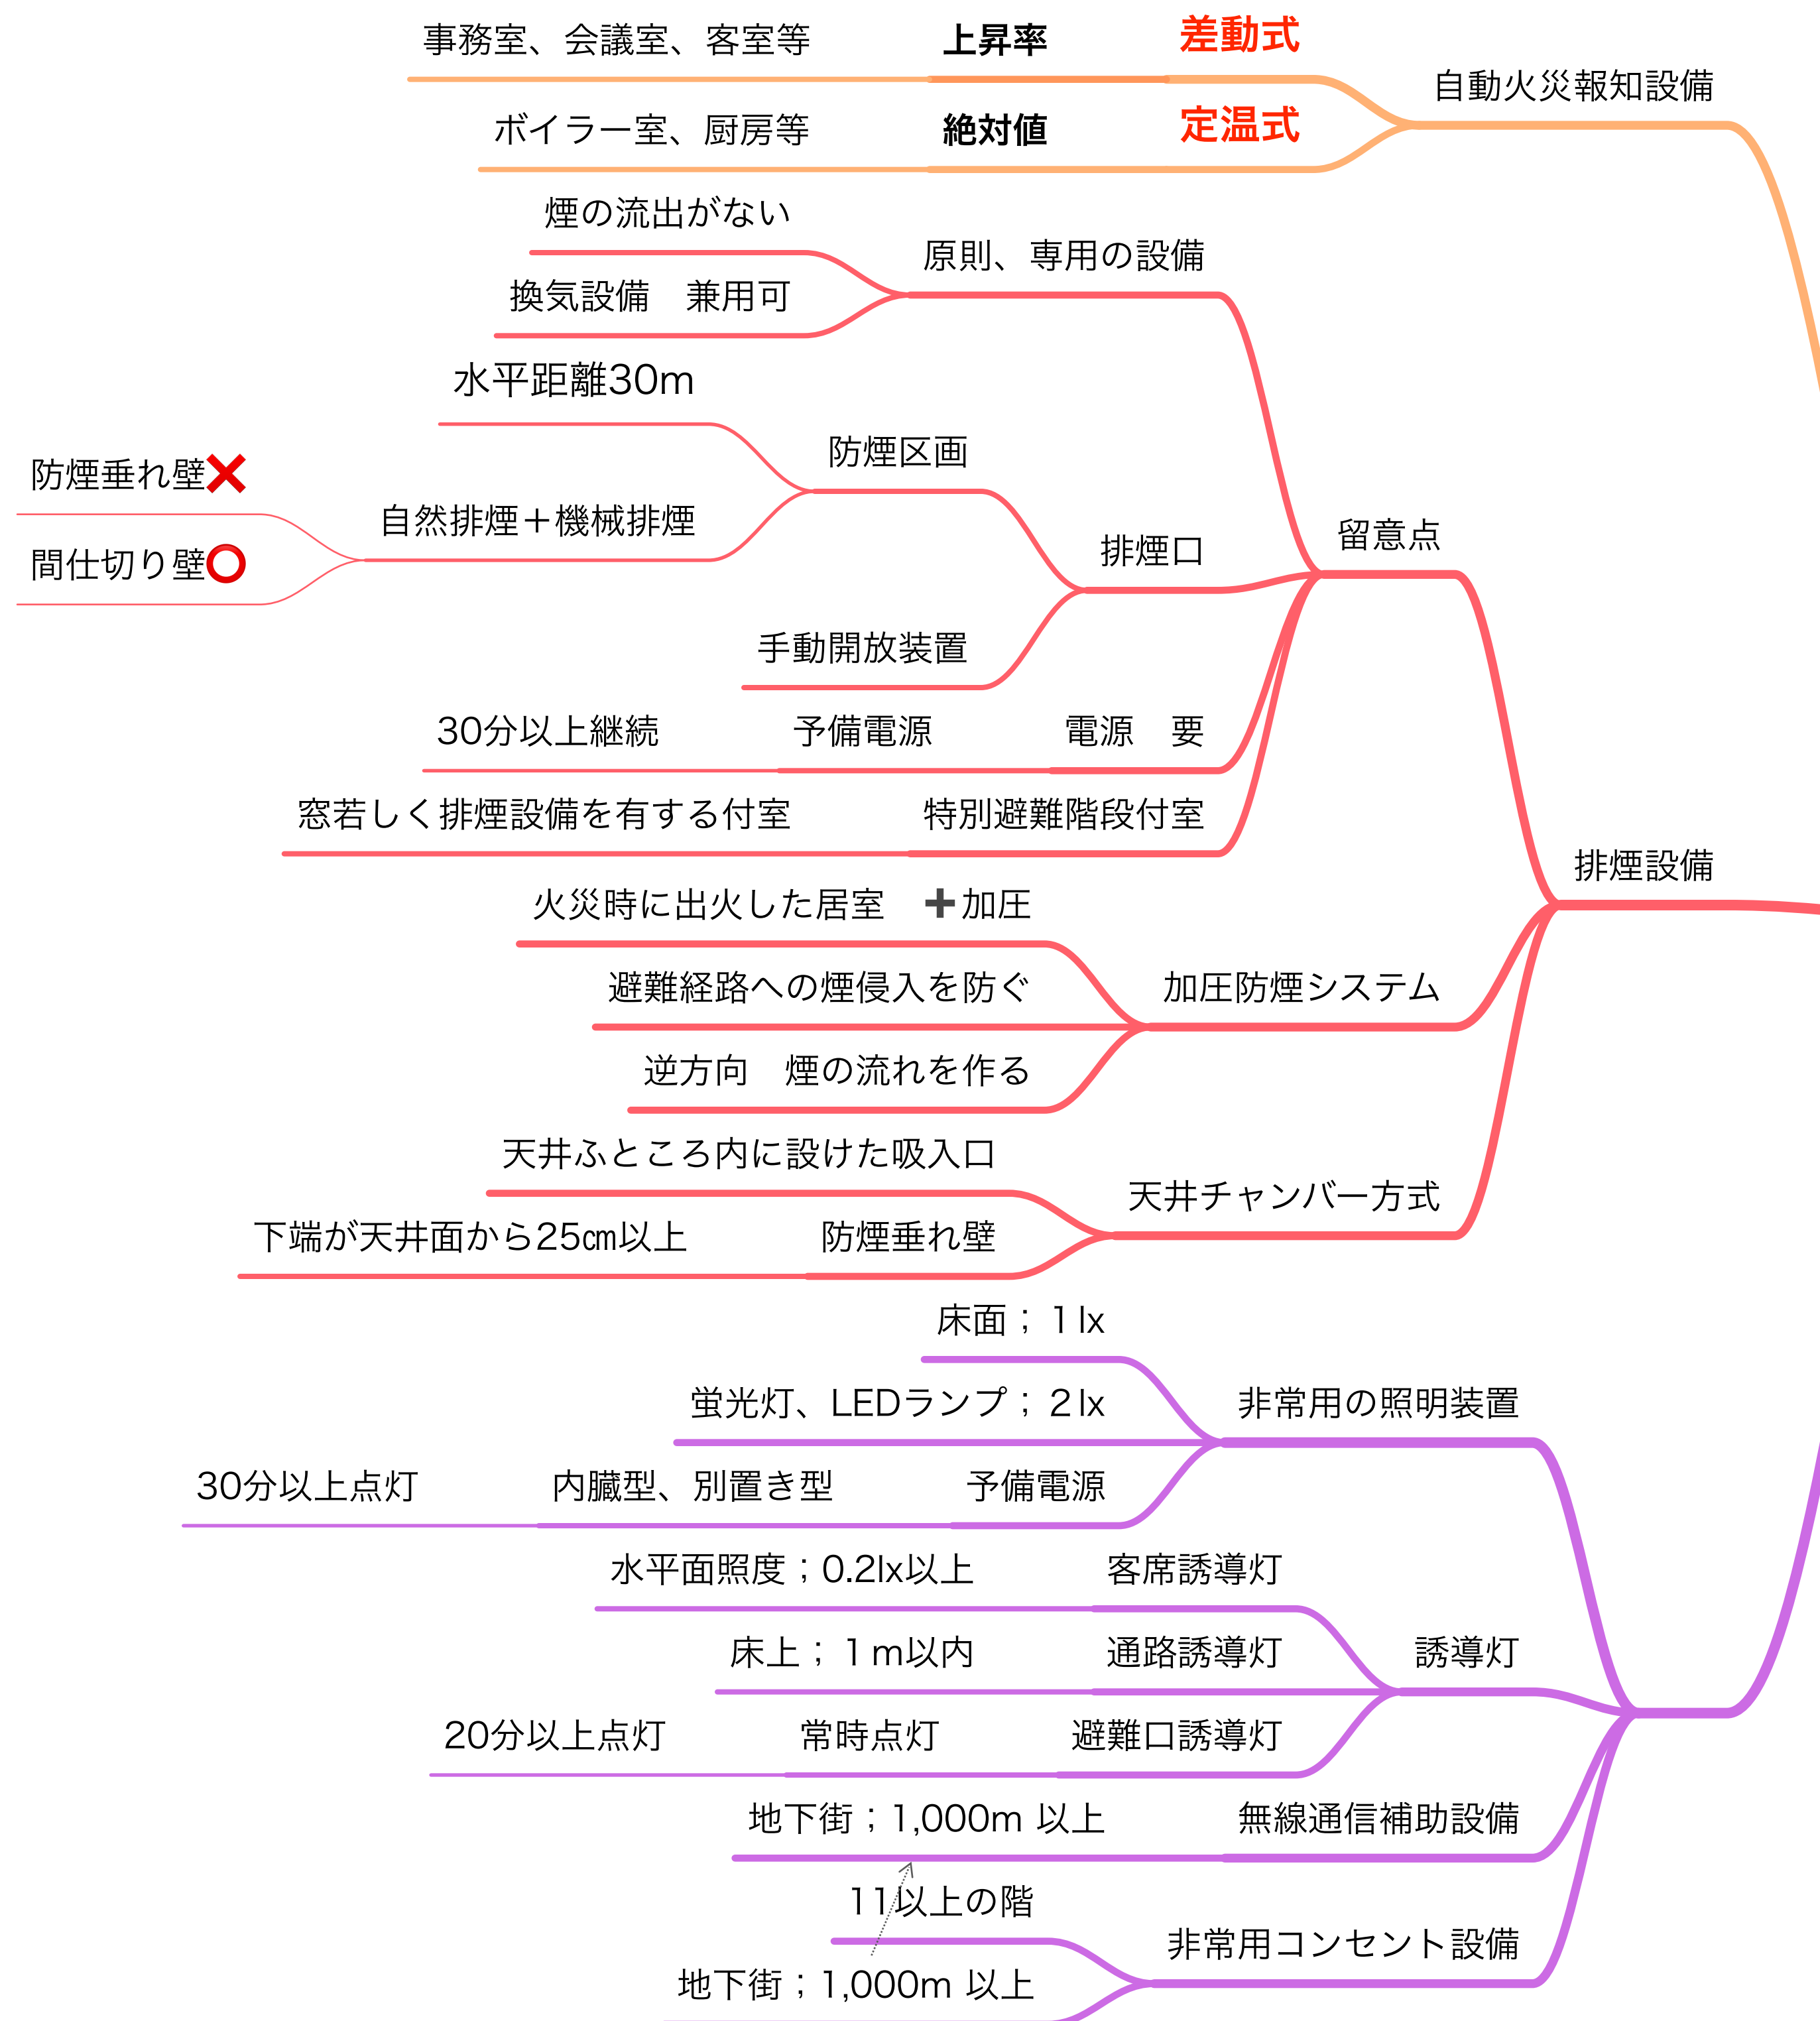 事務室、会議室、客室等　上昇率　差動式
自動火災報知設備
ボイラー室、厨房等　絶対値　定温式
煙の流出がない
原則、専用の設備
換気設備　兼用可
水平距離30m
防煙区画
防煙垂れ壁❌
自然排煙＋機械排煙
間仕切り壁⭕
排煙口
留意点
手動開放装置
30分以上継続　予備電源　電源　要
窓若しく排煙設備を有する付室　特別避難階段付室
排煙設備
火災時に出火した居室　➕加圧
避難経路への煙侵入を防ぐ
加圧防煙システム
逆方向　煙の流れを作る
天井ふところ内に設けた吸入口
天井チャンバー方式
下端が天井面から25㎝以上　防煙垂れ壁
床面；１lx
蛍光灯、LEDランプ；２lx
非常用の照明装置
30分以上点灯　内臓型、別置き型　予備電源
水平面照度；0.2lx以上　客席誘導灯
床上；１ｍ以内　通路誘導灯
誘導灯
20分以上点灯　常時点灯　避難口誘導灯
地下街；1,000m 以上　無線通信補助設備
11以上の階
非常用コンセント設備
地下街；1,000m 以上